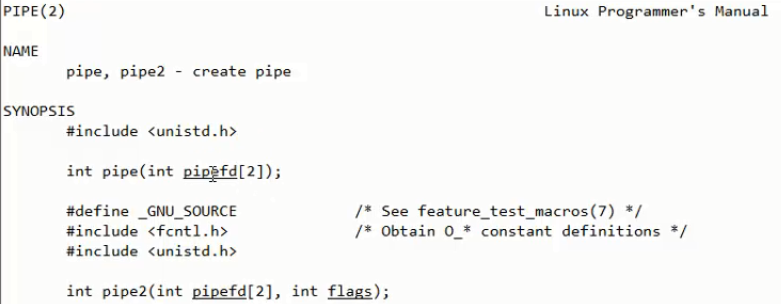 PIPE(2) Linux Programmer's Manual
NAME
pipe, pipe2 - create pipe
SYNOPSIS
#include <unistd.h>
int pipe(int pipefd[2]);
#define _GNU_SOURCE /* See feature_test_macros(7) */
#include <fcntl.h> /* Obtain O_* constant definitions */
#include <unistd.h>
int pipe2(int pipefd[2], int flags);